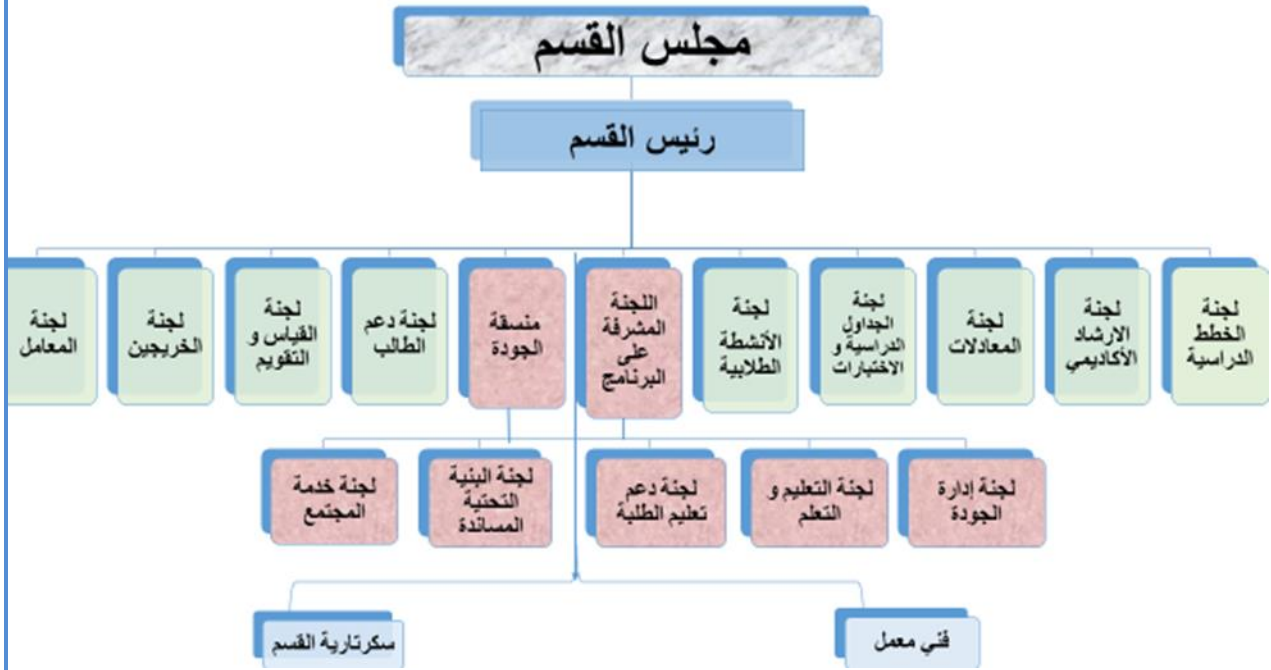 مجلس القسم
رئيس القسم
لجنة
الخطط
الدراسية
لجنة
الارشاد
الأكاديمي
لجنة
المعادلات
لجنة
الجداول
الدراسية و
الاختبارات
لجنة
الأنشطة
الطلابية
اللجنة
المشرفة
على
البرنامج
منسقة
الجودة
لجنة دعم
الطالب
لجنة
القياس و
التقويم
لجنة
الخريجين
لجنة
المعامل
لجنة إدارة
الجودة
لجنة التعليم و
التعلم
لجنة دعم
تعليم الطلبة
لجنة البنية
التحتية
المساندة
لجنة خدمة
المجتمع
فني معمل
سكرتارية القسم